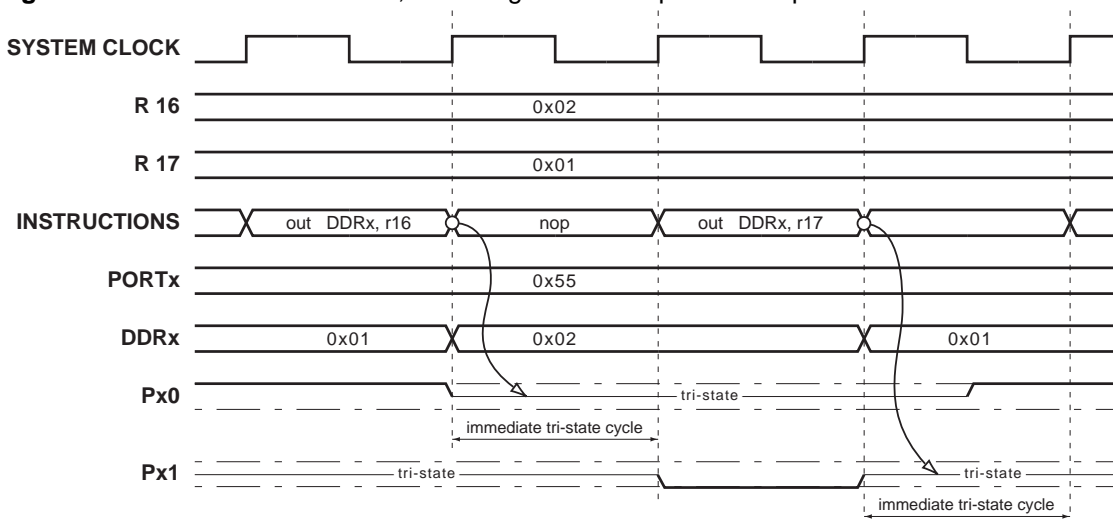 SYSTEM CLOCK
R 16
0x02
R 17
0x01
INSTRUCTIONS
out DDRx, r16
nop
out DDRx, r17
PORTx
0x55
DDRx
0x01
0x02
0x01
Px0
tri-state
immediate tri-state cycle
Px1
tri-state
tri-state
immediate tri-state cycle